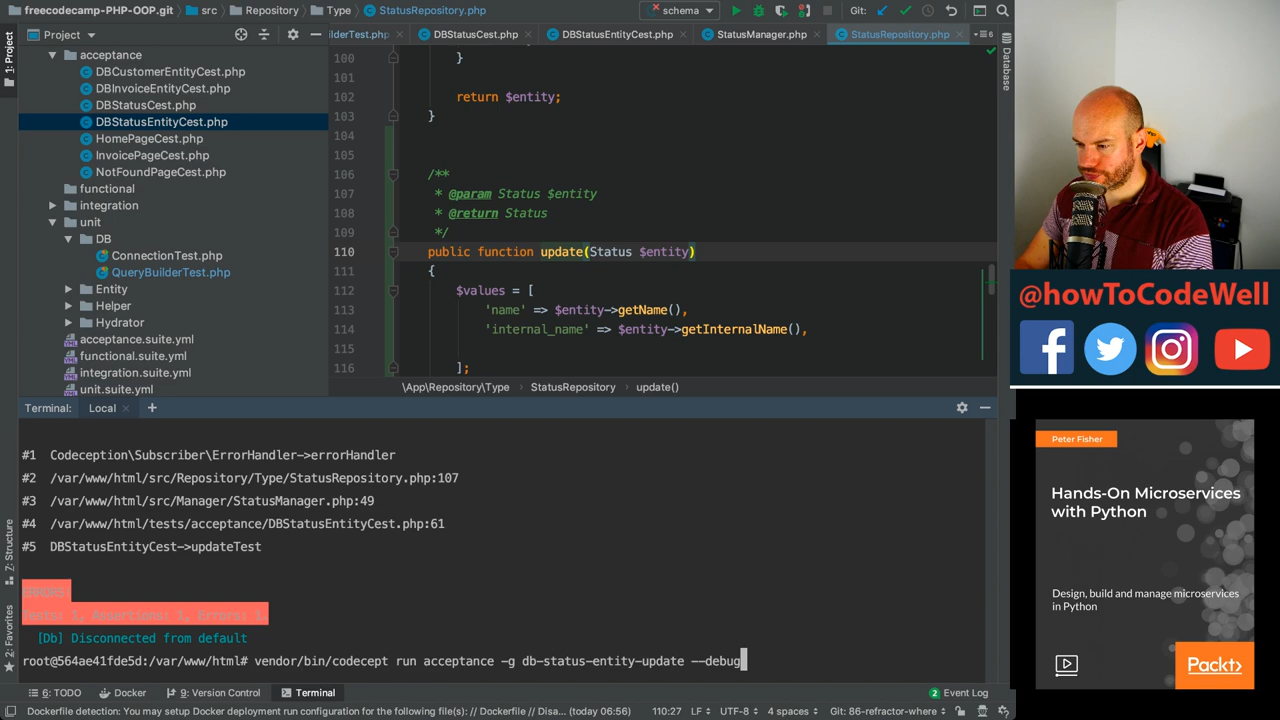 freecodecamp-PHP-OOP.git
src
Repository
Type
StatusRepository.php
schema
Git:
Project
ilderTest.php
DBStatusCest.php
DBStatusEntityCest.php
StatusManager.php
StatusRepository.php
6
1: Project
Database
acceptance
DBCustomerEntityCest.php
DBInvoiceEntityCest.php
DBStatusCest.php
DBStatusEntityCest.php
HomePageCest.php
InvoicePageCest.php
NotFoundPageCest.php
functional
integration
unit
DB
ConnectionTest.php
QueryBuilderTest.php
Entity
Helper
Hydrator
acceptance.suite.yml
functional.suite.yml
integration.suite.yml
unit.suite.yml
100 }
101
102 return $entity;
103 }
104
105
106 /**
107 * @param Status $entity
108 * @return Status
109 */
110 public function update(Status $entity)
111 {
112 $values = [
113 'name' => $entity->getName(),
114 'internal_name' => $entity->getInternalName(),
115
116 ];
\App\Repository\Type StatusRepository update()
Terminal: Local
#1 Codeception\Subscriber\ErrorHandler->errorHandler
#2 /var/www/html/src/Repository/Type/StatusRepository.php:107
#3 /var/www/html/src/Manager/StatusManager.php:49
#4 /var/www/html/tests/acceptance/DBStatusEntityCest.php:61
#5 DBStatusEntityCest->updateTest
ERRORS!
Tests: 1, Assertions: 1, Errors: 1.
[Db] Disconnected from default
root@564ae41fde5d:/var/www/html# vendor/bin/codecept run acceptance -g db-status-entity-update --debug
7: Structure
2: Favorites
6: TODO Docker 9: Version Control Terminal 2 Event Log
Dockerfile detection: You may setup Docker deployment run configuration for the following file(s): // Dockerfile // Disa... (today 06:56) 110:27 LF UTF-8 4 spaces Git: 86-refractor-where
@howToCodeWell
Peter Fisher
Hands-On Microservices
with Python
Design, build and manage microservices
in Python
Packt>